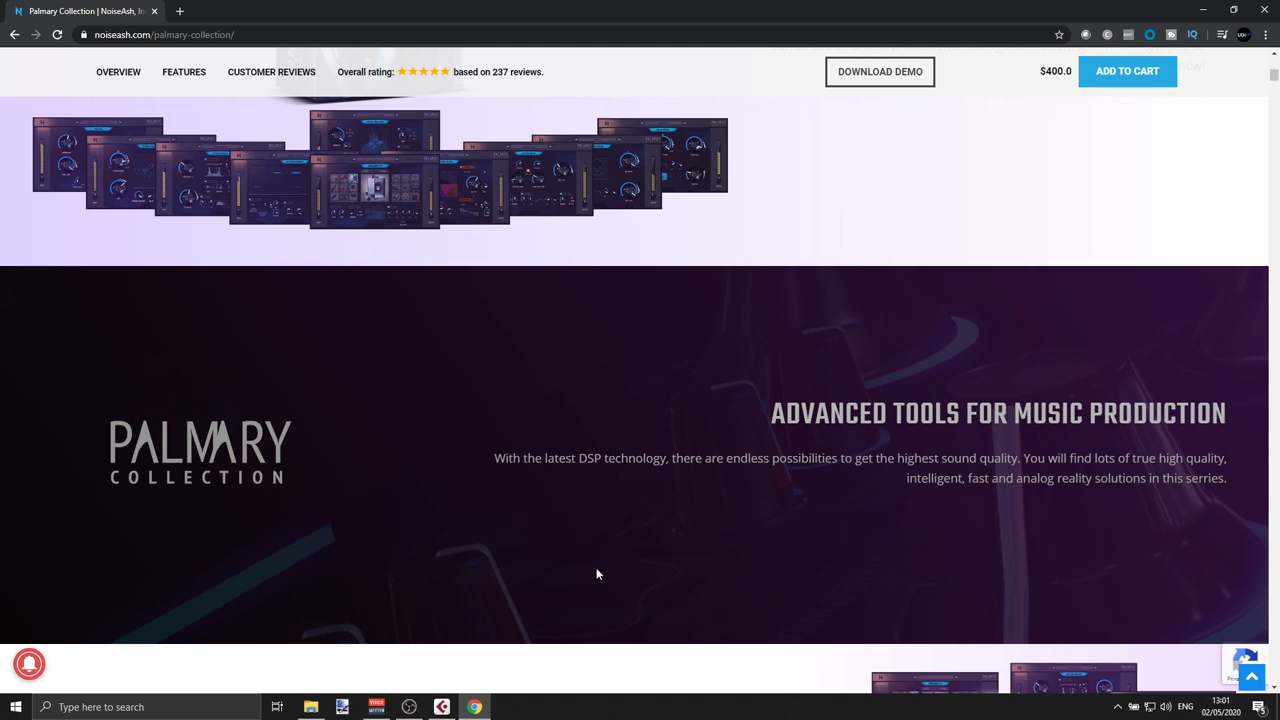 Palmary Collection | NoiseAsh, In
noiseash.com/palmary-collection/
OVERVIEW
FEATURES
CUSTOMER REVIEWS
Overall rating: ★★★★★ based on 237 reviews.
DOWNLOAD DEMO
$400.0
ADD TO CART
PALMARY
COLLECTION
ADVANCED TOOLS FOR MUSIC PRODUCTION
With the latest DSP technology, there are endless possibilities to get the highest sound quality. You will find lots of true high quality,
intelligent, fast and analog reality solutions in this serries.
Type here to search
ENG
13:01
02/05/2020